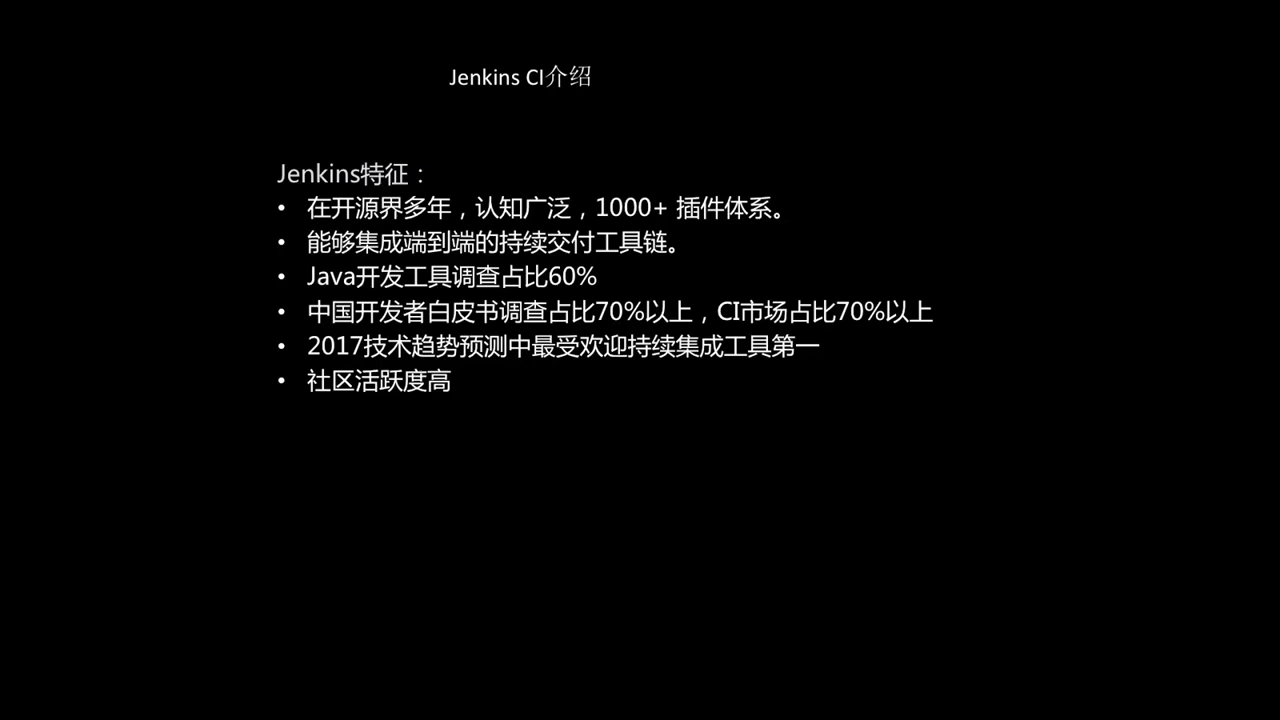 Jenkins CI介绍
Jenkins特征：
• 在开源界多年，认知广泛，1000+ 插件体系。
• 能够集成端到端的持续交付工具链。
• Java开发工具调查占比60%
• 中国开发者白皮书调查占比70%以上，CI市场占比70%以上
• 2017技术趋势预测中最受欢迎持续集成工具第一
• 社区活跃度高